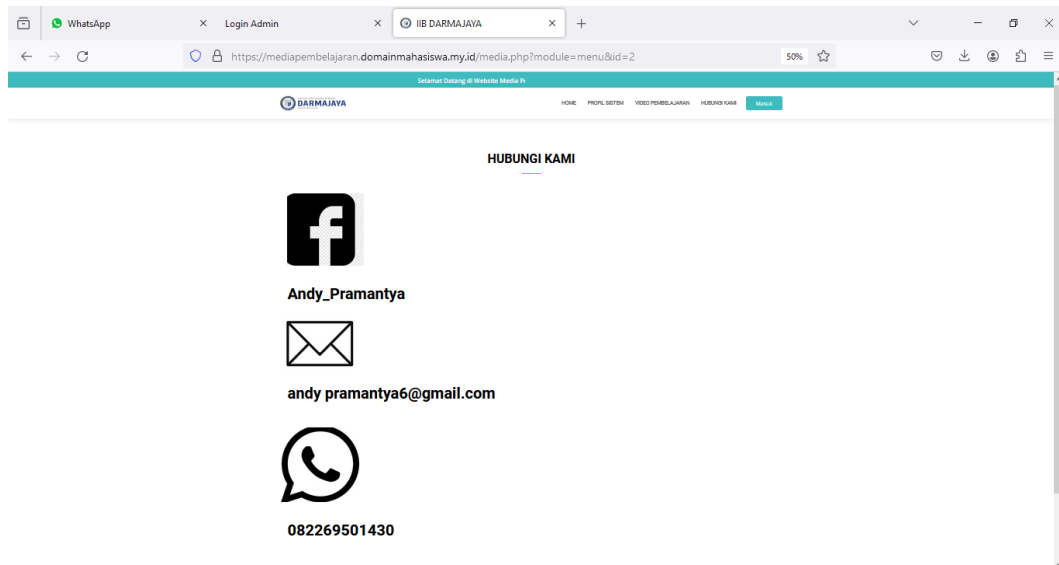 WhatsApp
Login Admin
IIB DARMAJAYA
https://mediapembelajaran.domainmahasiswa.my.id/media.php?module=menu&id=2
50%
Selamat Datang di Website Media P
DARMAJAYA
HOME PROFIL SISTEM VIDEO PEMBELAJARAN HUBUNGI KAMI Masuk
HUBUNGI KAMI
Andy_Pramantya
andy pramantya6@gmail.com
082269501430